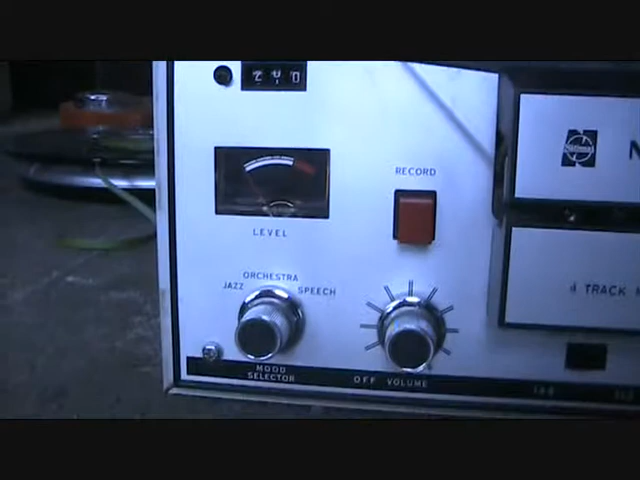 RECORD
LEVEL
ORCHESTRA
JAZZ
SPEECH
4 TRACK
MOOD
SELECTOR
OFF VOLUME